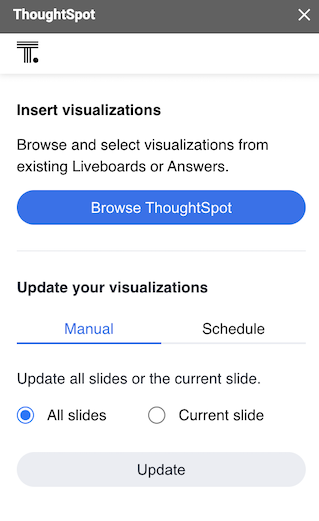 ThoughtSpot
T.
Insert visualizations
Browse and select visualizations from
existing Liveboards or Answers.
Browse ThoughtSpot
Update your visualizations
Manual Schedule
Update all slides or the current slide.
All slides Current slide
Update